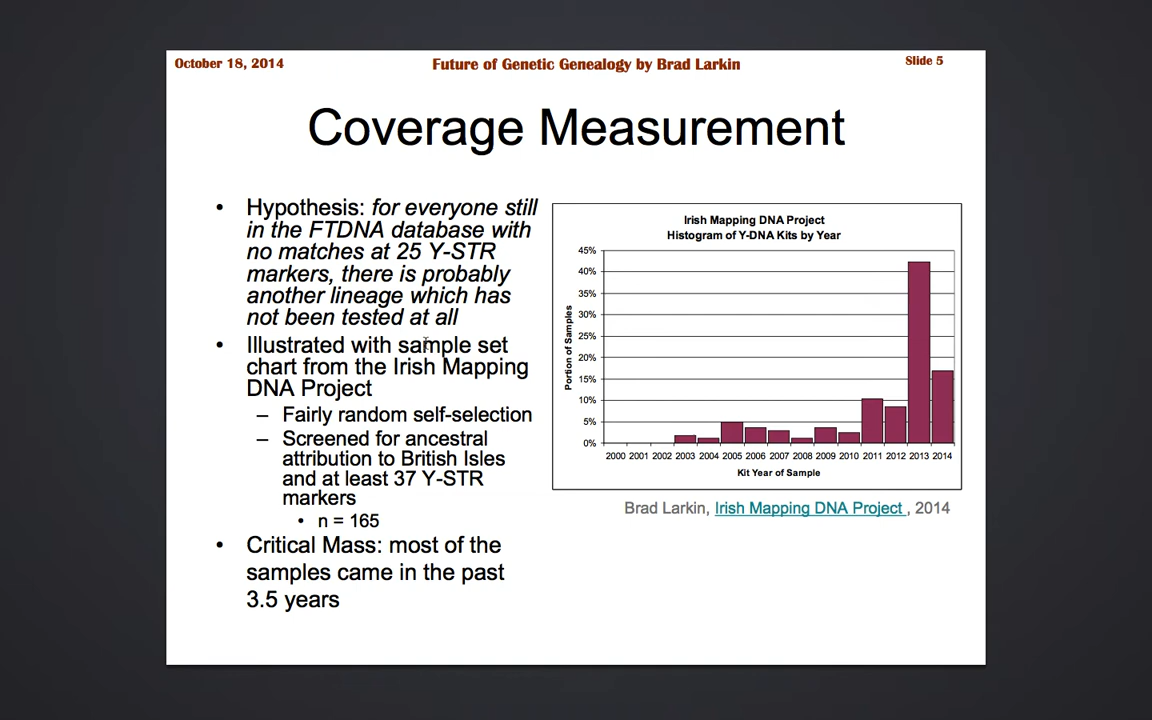 October 18, 2014
Future of Genetic Genealogy by Brad Larkin
Slide 5
Coverage Measurement
• Hypothesis: for everyone still
in the FTDNA database with
no matches at 25 Y-STR
markers, there is probably
another lineage which has
not been tested at all
• Illustrated with sample set
chart from the Irish Mapping
DNA Project
– Fairly random self-selection
– Screened for ancestral
attribution to British Isles
and at least 37 Y-STR
markers
• n = 165
• Critical Mass: most of the
samples came in the past
3.5 years
Irish Mapping DNA Project
Histogram of Y-DNA Kits by Year
Portion of Samples
45%
40%
35%
30%
25%
20%
15%
10%
5%
0%
2000 2001 2002 2003 2004 2005 2006 2007 2008 2009 2010 2011 2012 2013 2014
Kit Year of Sample
Brad Larkin, Irish Mapping DNA Project , 2014